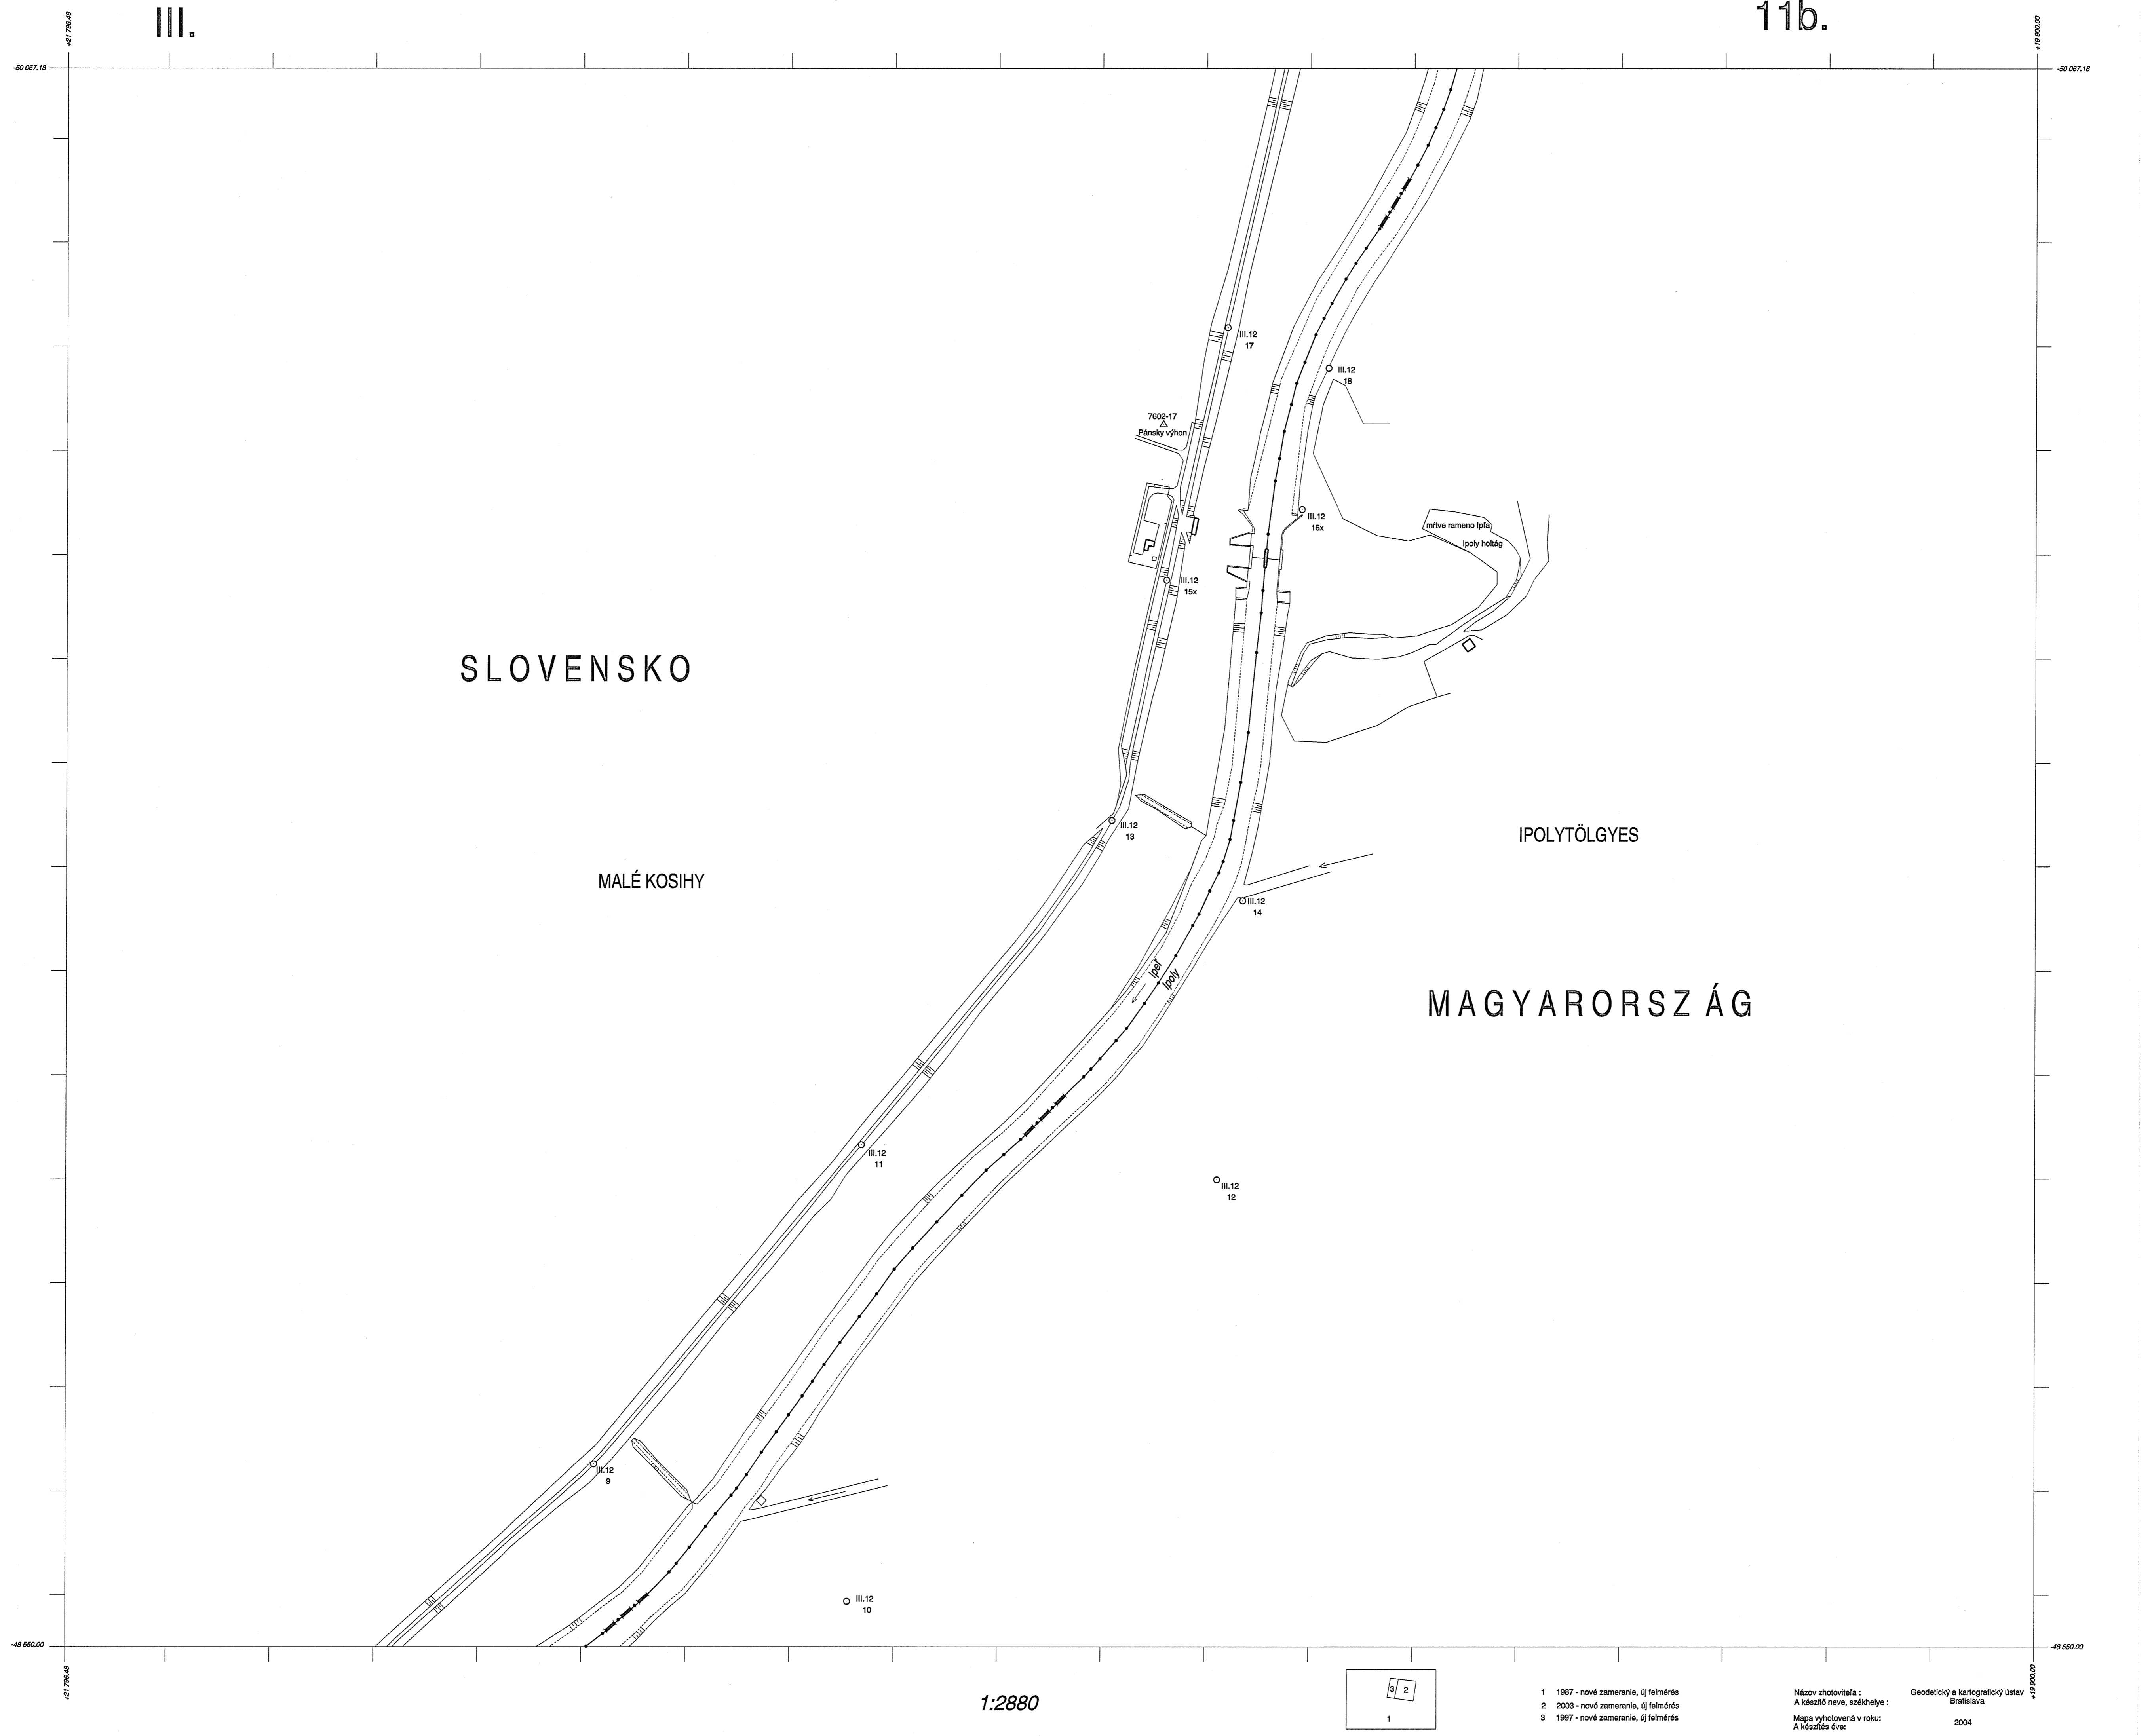 III.
11b.
+21 796.48
+19 900.00
-50 067.18
-50 067.18
III.12
17
III.12
18
7602-17
Pánsky výhon
III.12
16x
mŕtve rameno Ipľa
Ipoly holtág
III.12
15x
SLOVENSKO
III.12
13
IPOLYTÖLGYES
MALÉ KOSIHY
III.12
14
Ipeľ
Ipoly
MAGYARORSZÁG
III.12
11
III.12
12
III.12
9
III.12
10
-48 550.00
-48 550.00
+21 796.48
+19 900.00
1:2880
3 2
1
1 1987 - nové zameranie, új felmérés
2 2003 - nové zameranie, új felmérés
3 1997 - nové zameranie, új felmérés
Názov zhotoviteľa : Geodetický a kartografický ústav
A készítő neve, székhelye : Bratislava
Mapa vyhotovená v roku:
A készítés éve: 2004